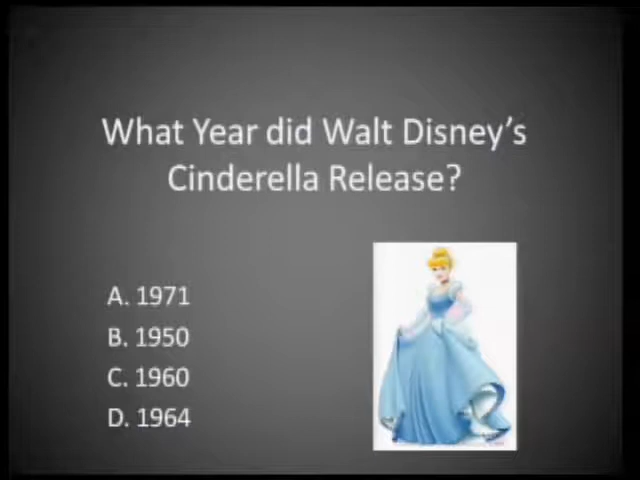 What Year did Walt Disney's
Cinderella Release?
A. 1971
B. 1950
C. 1960
D. 1964